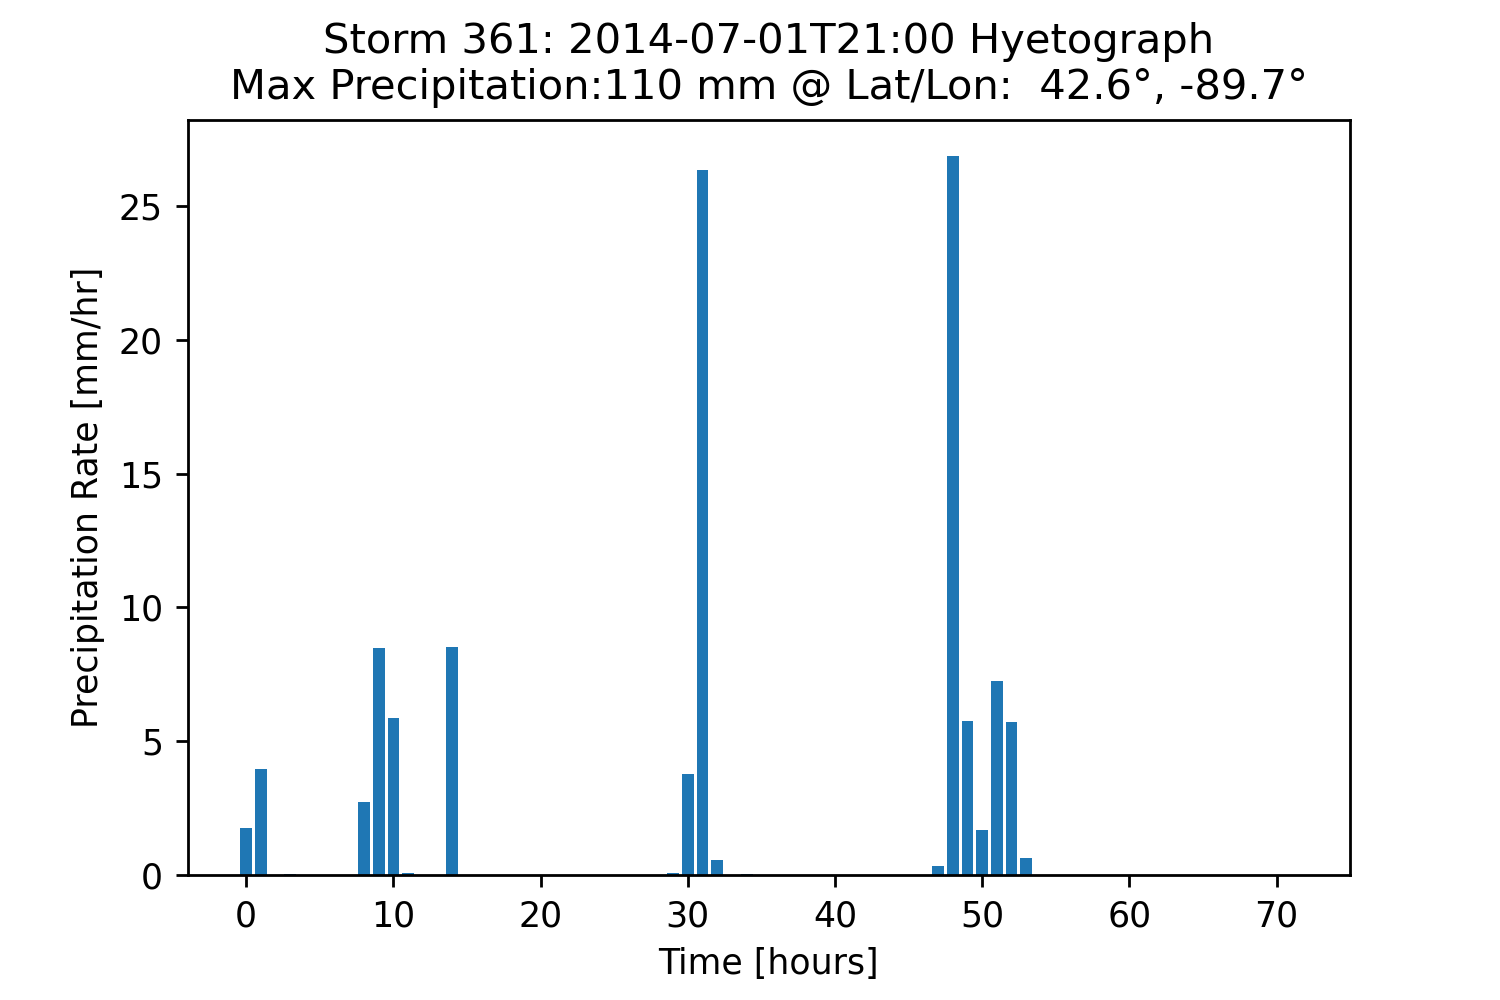 Storm 361: 2014-07-01T21:00 Hyetograph
Max Precipitation:110 mm @ Lat/Lon:  42.6°, -89.7°
Precipitation Rate [mm/hr]
25
20
15
10
5
0
0 10 20 30 40 50 60 70
Time [hours]